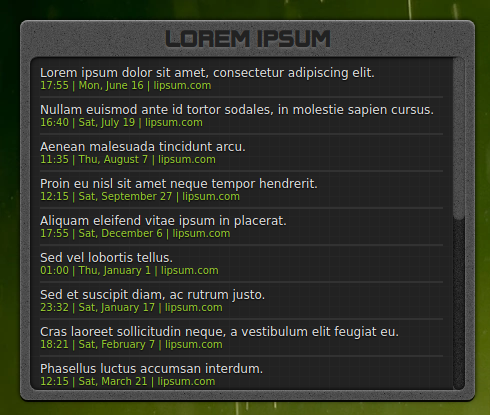 LOREM IPSUM
Lorem ipsum dolor sit amet, consectetur adipiscing elit.
17:55 | Mon, June 16 | lipsum.com
Nullam euismod ante id tortor sodales, in molestie sapien cursus.
16:40 | Sat, July 19 | lipsum.com
Aenean malesuada tincidunt arcu.
11:35 | Thu, August 7 | lipsum.com
Proin eu nisl sit amet neque tempor hendrerit.
12:15 | Sat, September 27 | lipsum.com
Aliquam eleifend vitae ipsum in placerat.
17:55 | Sat, December 6 | lipsum.com
Sed vel lobortis tellus.
01:00 | Thu, January 1 | lipsum.com
Sed et suscipit diam, ac rutrum justo.
23:32 | Sat, January 17 | lipsum.com
Cras laoreet sollicitudin neque, a vestibulum elit feugiat eu.
18:21 | Sat, February 7 | lipsum.com
Phasellus luctus accumsan interdum.
12:15 | Sat, March 21 | lipsum.com